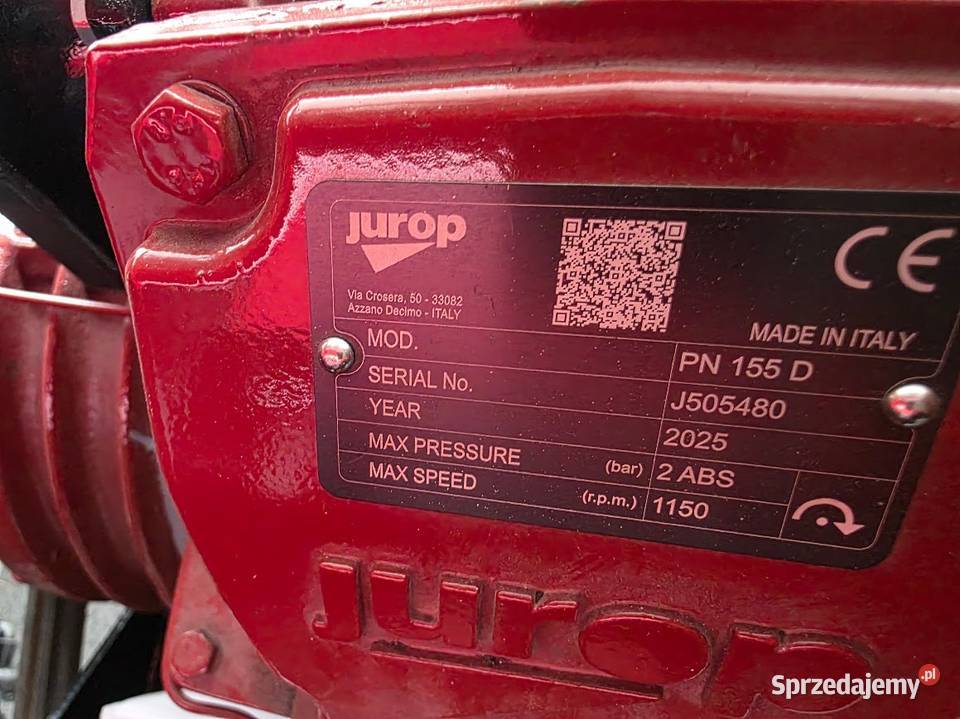 jurop
Via Crosera, 50 - 33082
Azzano Decimo - ITALY
CE
MADE IN ITALY
MOD. PN 155 D
SERIAL No. J505480
YEAR 2025
MAX PRESSURE (bar) 2 ABS
MAX SPEED (r.p.m.) 1150
jurop
Sprzedajemy.pl